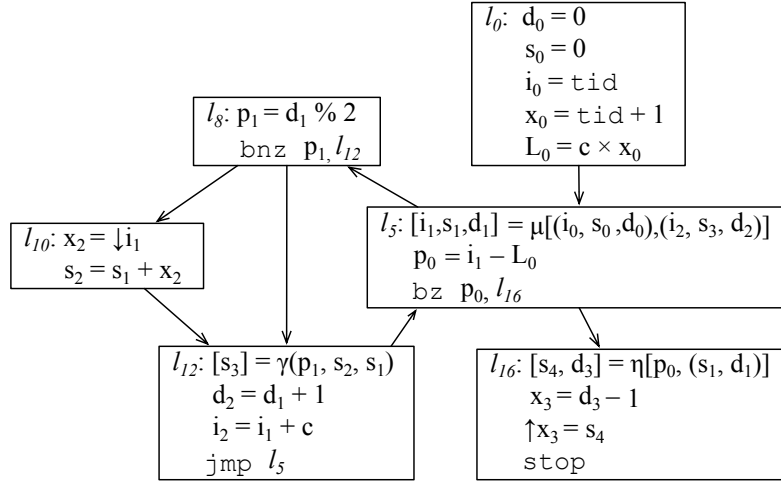 l₀: d₀ = 0
s₀ = 0
i₀ = tid
x₀ = tid + 1
L₀ = c × x₀
l₈: p₁ = d₁ % 2
bnz p₁, l₁₂
l₅: [i₁,s₁,d₁] = μ[(i₀, s₀ ,d₀),(i₂, s₃, d₂)]
p₀ = i₁ − L₀
bz p₀, l₁₆
l₁₀: x₂ = ↓i₁
s₂ = s₁ + x₂
l₁₂: [s₃] = γ(p₁, s₂, s₁)
d₂ = d₁ + 1
i₂ = i₁ + c
jmp l₅
l₁₆: [s₄, d₃] = η[p₀, (s₁, d₁)]
x₃ = d₃ − 1
↑x₃ = s₄
stop